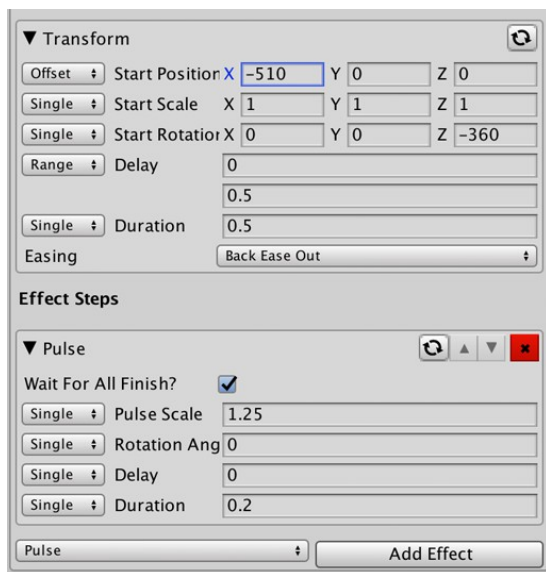 ▼ Transform
Offset Start Position X -510 Y 0 Z 0
Single Start Scale X 1 Y 1 Z 1
Single Start Rotatior X 0 Y 0 Z -360
Range Delay 0
0.5
Single Duration 0.5
Easing Back Ease Out
Effect Steps
▼ Pulse
Wait For All Finish?
Single Pulse Scale 1.25
Single Rotation Ang 0
Single Delay 0
Single Duration 0.2
Pulse Add Effect